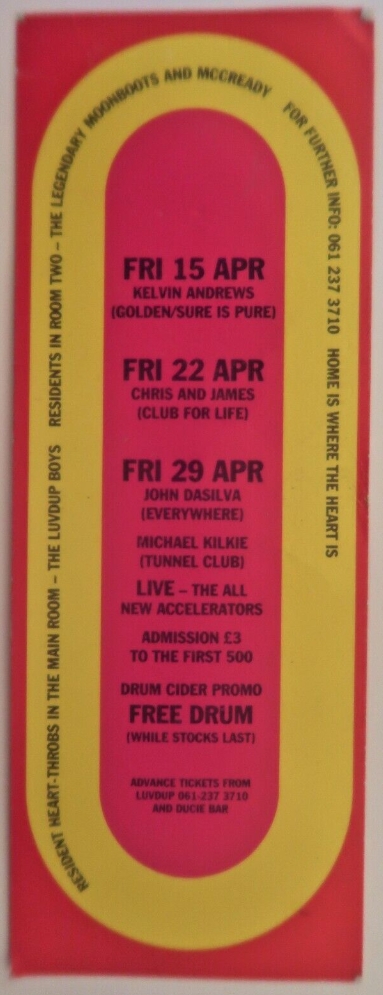 RESIDENT HEART-THROBS IN THE MAIN ROOM – THE LUVDUP BOYS RESIDENTS IN ROOM TWO – THE LEGENDARY MOONBOOTS AND MCCREADY FOR FURTHER INFO: 061 237 3710 HOME IS WHERE THE HEART IS
FRI 15 APR
KELVIN ANDREWS
(GOLDEN/SURE IS PURE)
FRI 22 APR
CHRIS AND JAMES
(CLUB FOR LIFE)
FRI 29 APR
JOHN DASILVA
(EVERYWHERE)
MICHAEL KILKIE
(TUNNEL CLUB)
LIVE – THE ALL
NEW ACCELERATORS
ADMISSION £3
TO THE FIRST 500
DRUM CIDER PROMO
FREE DRUM
(WHILE STOCKS LAST)
ADVANCE TICKETS FROM
LUVDUP 061-237 3710
AND DUCIE BAR